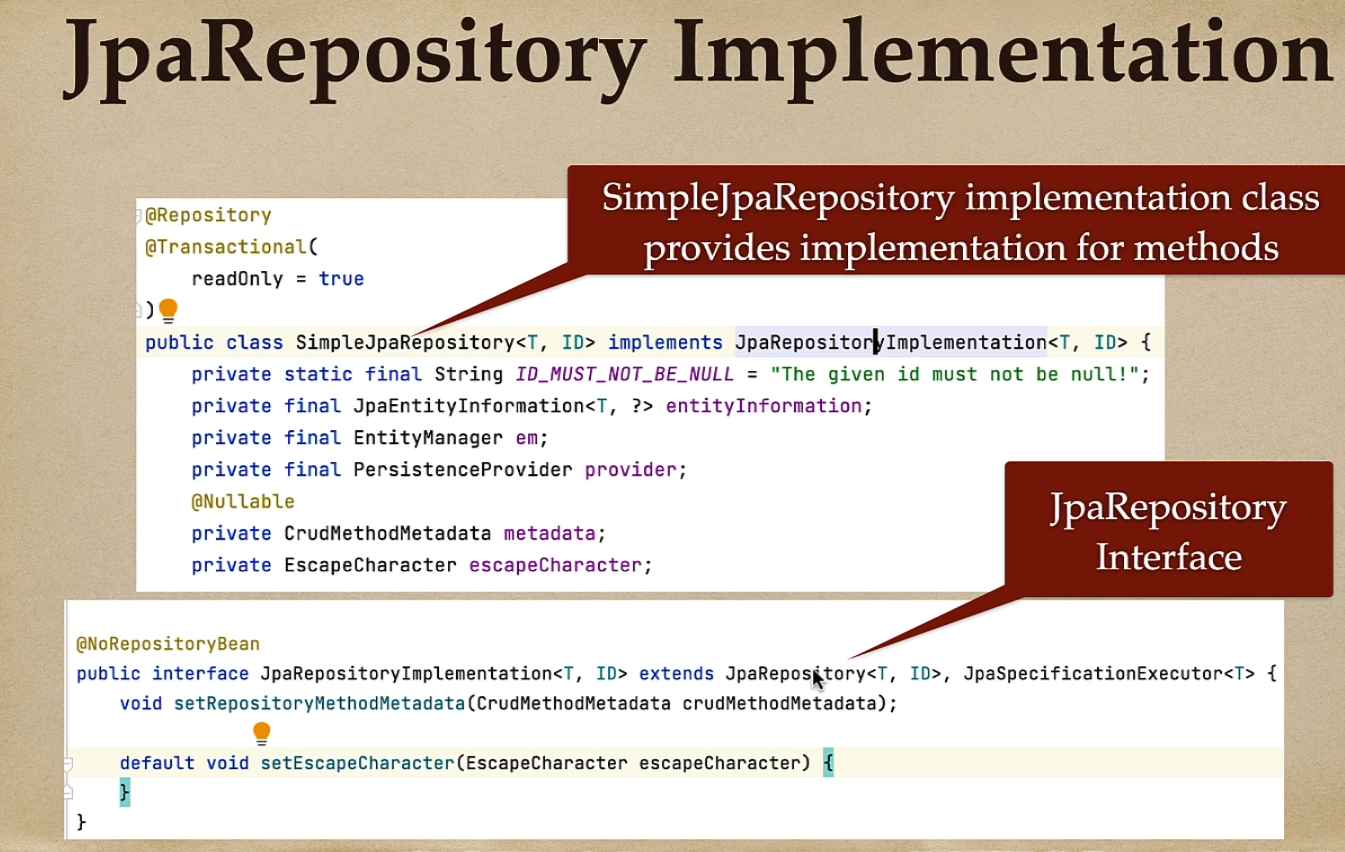 JpaRepository Implementation
SimpleJpaRepository implementation class
provides implementation for methods
@Repository
@Transactional(
readOnly = true
)
public class SimpleJpaRepository<T, ID> implements JpaRepositoryImplementation<T, ID> {
private static final String ID_MUST_NOT_BE_NULL = "The given id must not be null!";
private final JpaEntityInformation<T, ?> entityInformation;
private final EntityManager em;
private final PersistenceProvider provider;
@Nullable
private CrudMethodMetadata metadata;
private EscapeCharacter escapeCharacter;
JpaRepository
Interface
@NoRepositoryBean
public interface JpaRepositoryImplementation<T, ID> extends JpaRepository<T, ID>, JpaSpecificationExecutor<T> {
void setRepositoryMethodMetadata(CrudMethodMetadata crudMethodMetadata);
default void setEscapeCharacter(EscapeCharacter escapeCharacter) {
}
}